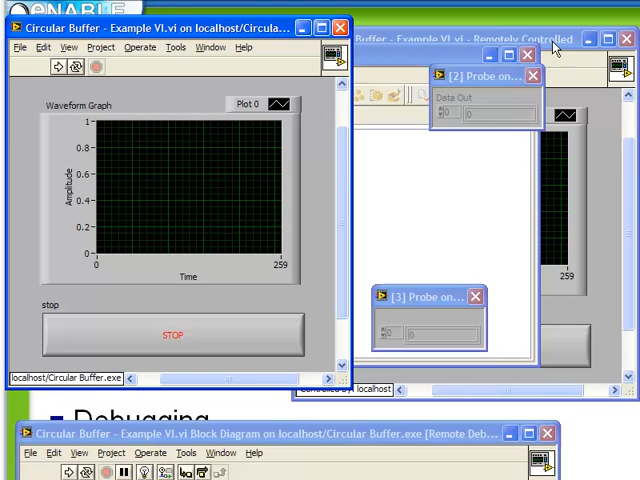 ENABLE
Circular Buffer - Example VI.vi on localhost/Circula...
File Edit View Project Operate Tools Window Help
Waveform Graph
Plot 0
1
0.8
0.6
0.4
0.2
0
Amplitude
0
259
Time
stop
STOP
localhost/Circular Buffer.exe
Buffer - Example VI.vi - Remotely Controlled
[2] Probe on...
Data Out
0
0
259
[3] Probe on...
0
0
localhost
Debugging
Circular Buffer - Example VI.vi Block Diagram on localhost/Circular Buffer.exe [Remote Deb...
File Edit View Project Operate Tools Window Help